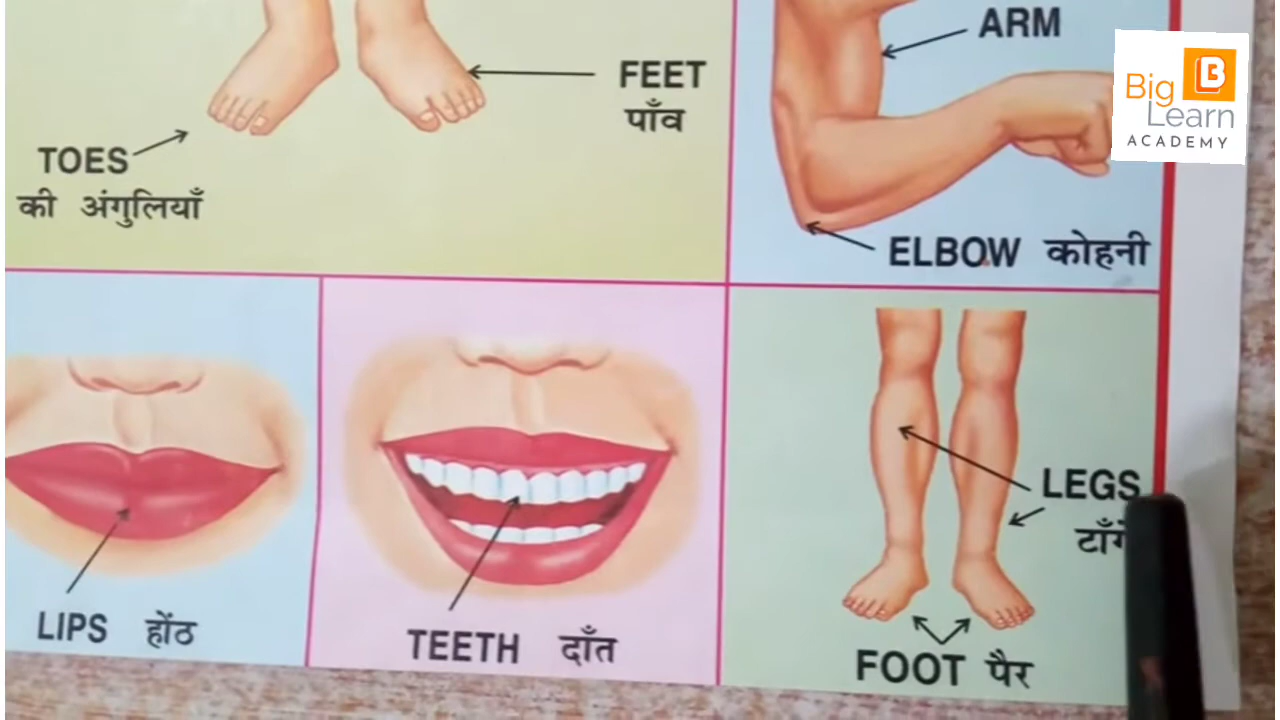 ARM
FEET
पाँव
TOES
की अंगुलियाँ
ELBOW कोहनी
LEGS
LIPS होंठ
TEETH दाँत
FOOT पैर
B
Big
Learn
ACADEMY